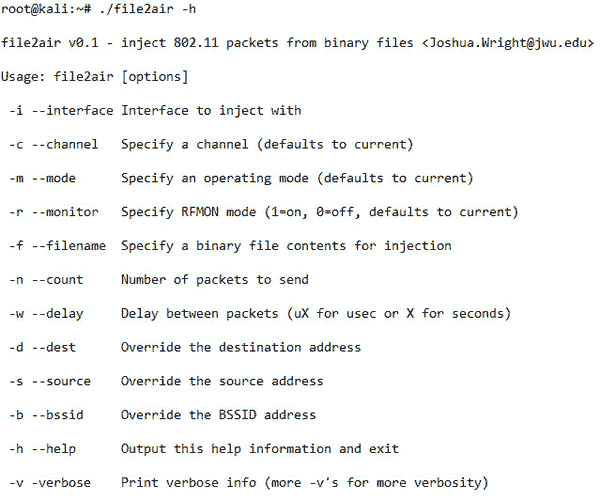 root@kali:~# ./file2air -h
file2air v0.1 - inject 802.11 packets from binary files <Joshua.Wright@jwu.edu>
Usage: file2air [options]
-i --interface Interface to inject with
-c --channel Specify a channel (defaults to current)
-m --mode Specify an operating mode (defaults to current)
-r --monitor Specify RFMON mode (1=on, 0=off, defaults to current)
-f --filename Specify a binary file contents for injection
-n --count Number of packets to send
-w --delay Delay between packets (uX for usec or X for seconds)
-d --dest Override the destination address
-s --source Override the source address
-b --bssid Override the BSSID address
-h --help Output this help information and exit
-v -verbose Print verbose info (more -v's for more verbosity)